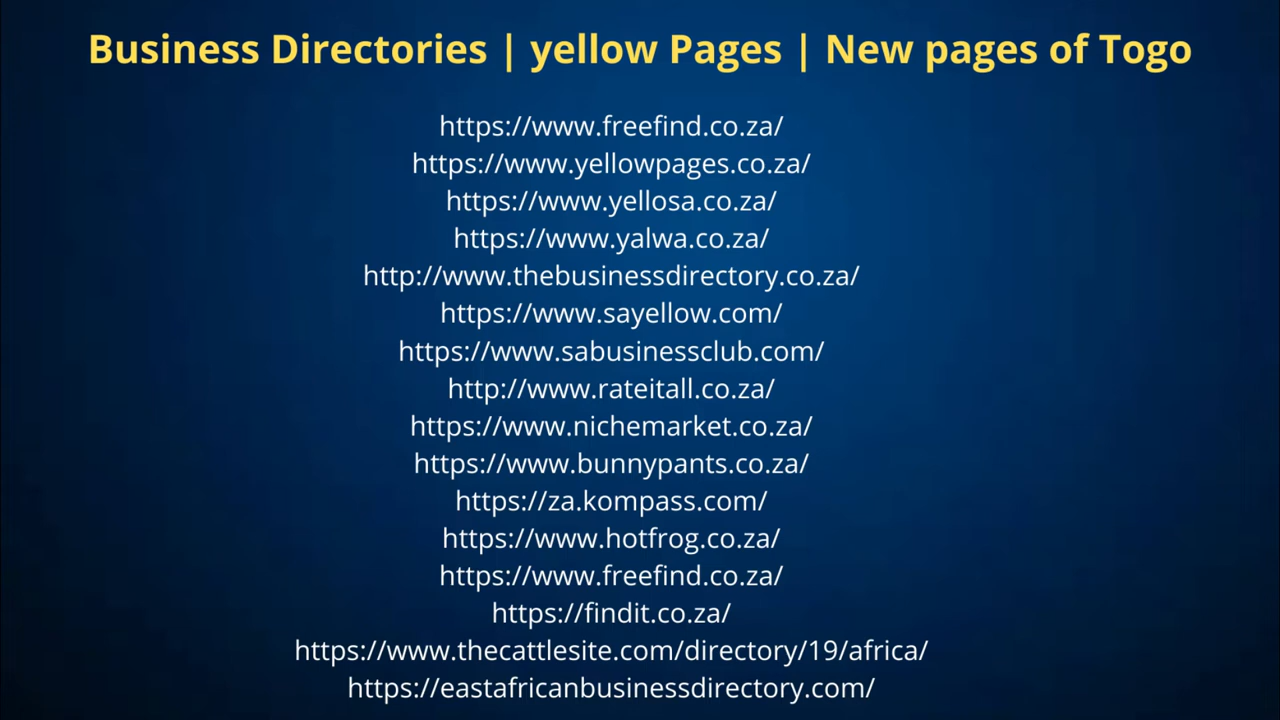 Business Directories | yellow Pages | New pages of Togo
https://www.freefind.co.za/
https://www.yellowpages.co.za/
https://www.yellosa.co.za/
https://www.yalwa.co.za/
http://www.thebusinessdirectory.co.za/
https://www.sayellow.com/
https://www.sabusinessclub.com/
http://www.rateitall.co.za/
https://www.nichemarket.co.za/
https://www.bunnypants.co.za/
https://za.kompass.com/
https://www.hotfrog.co.za/
https://www.freefind.co.za/
https://findit.co.za/
https://www.thecattlesite.com/directory/19/africa/
https://eastafricanbusinessdirectory.com/